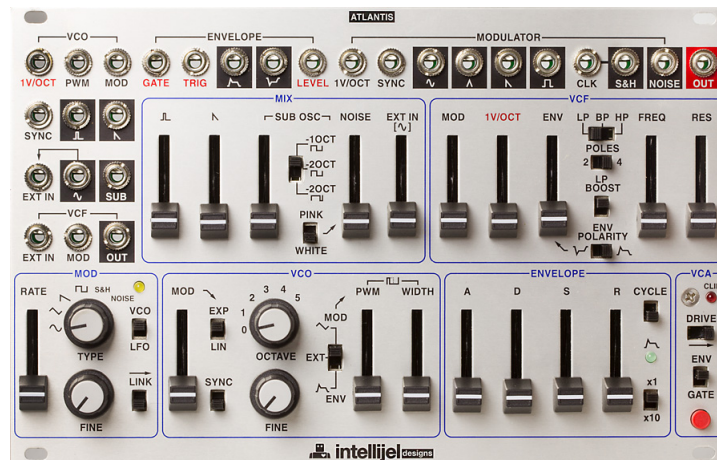 ATLANTIS
VCO ENVELOPE MODULATOR
1V/OCT PWM MOD GATE TRIG LEVEL 1V/OCT SYNC CLK S&H NOISE OUT
MIX VCF
SYNC
SUB OSC NOISE EXT IN
MOD 1V/OCT ENV LP BP HP FREQ RES
-1OCT
-2OCT
-2OCT
POLES
2 4
LP
BOOST
EXT IN SUB
PINK
WHITE
ENV
POLARITY
VCF
EXT IN MOD OUT
MOD VCO ENVELOPE VCA
RATE S&H NOISE
VCO
LFO
TYPE
LINK
FINE
MOD EXP
LIN
0 1 2 3 4 5
OCTAVE
SYNC
FINE
MOD
EXT
ENV
PWM WIDTH
A D S R CYCLE
x1
x10
CLI
DRIVE
ENV
GATE
intellijel designs